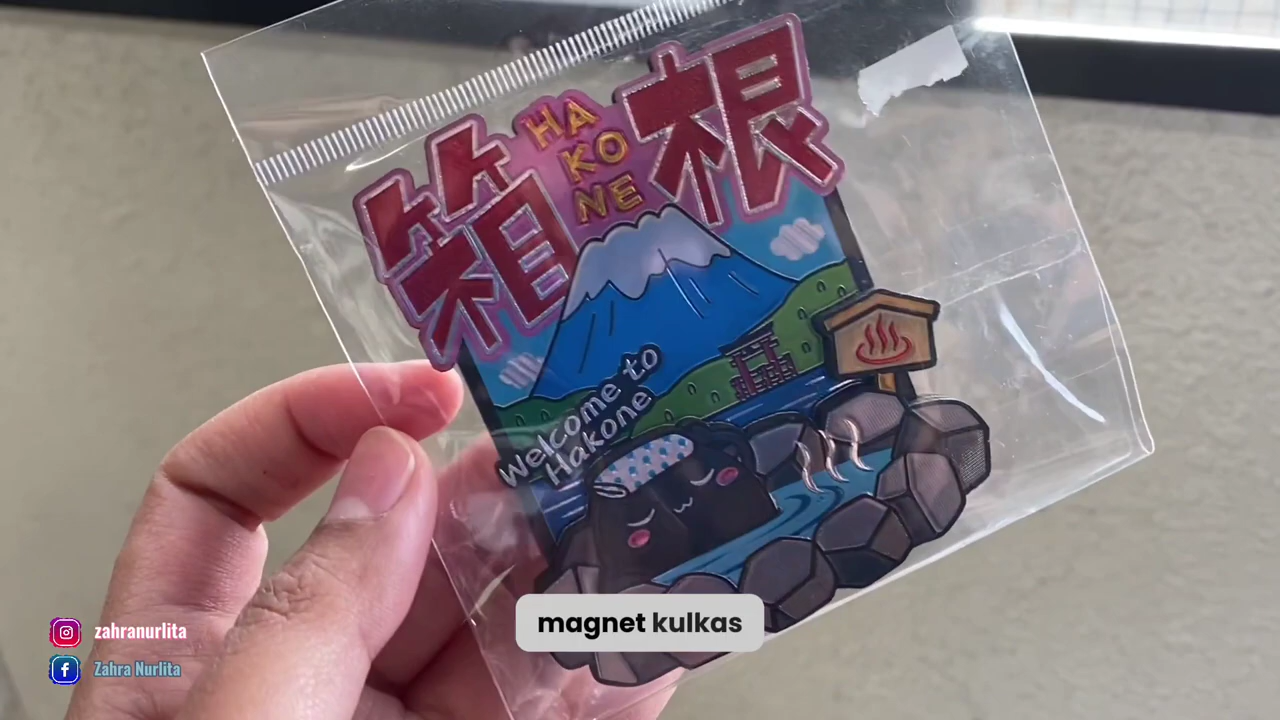 箱根
HA
KO
NE
Welcome to
Hakone
magnet kulkas
zahranurlita
Zahra Nurlita